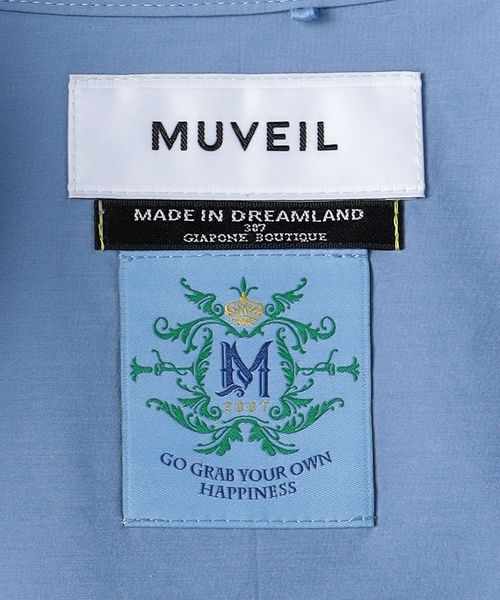 MUVEIL
MADE IN DREAMLAND
387
GIAPONE BOUTIQUE
M
2007
GO GRAB YOUR OWN
HAPPINESS